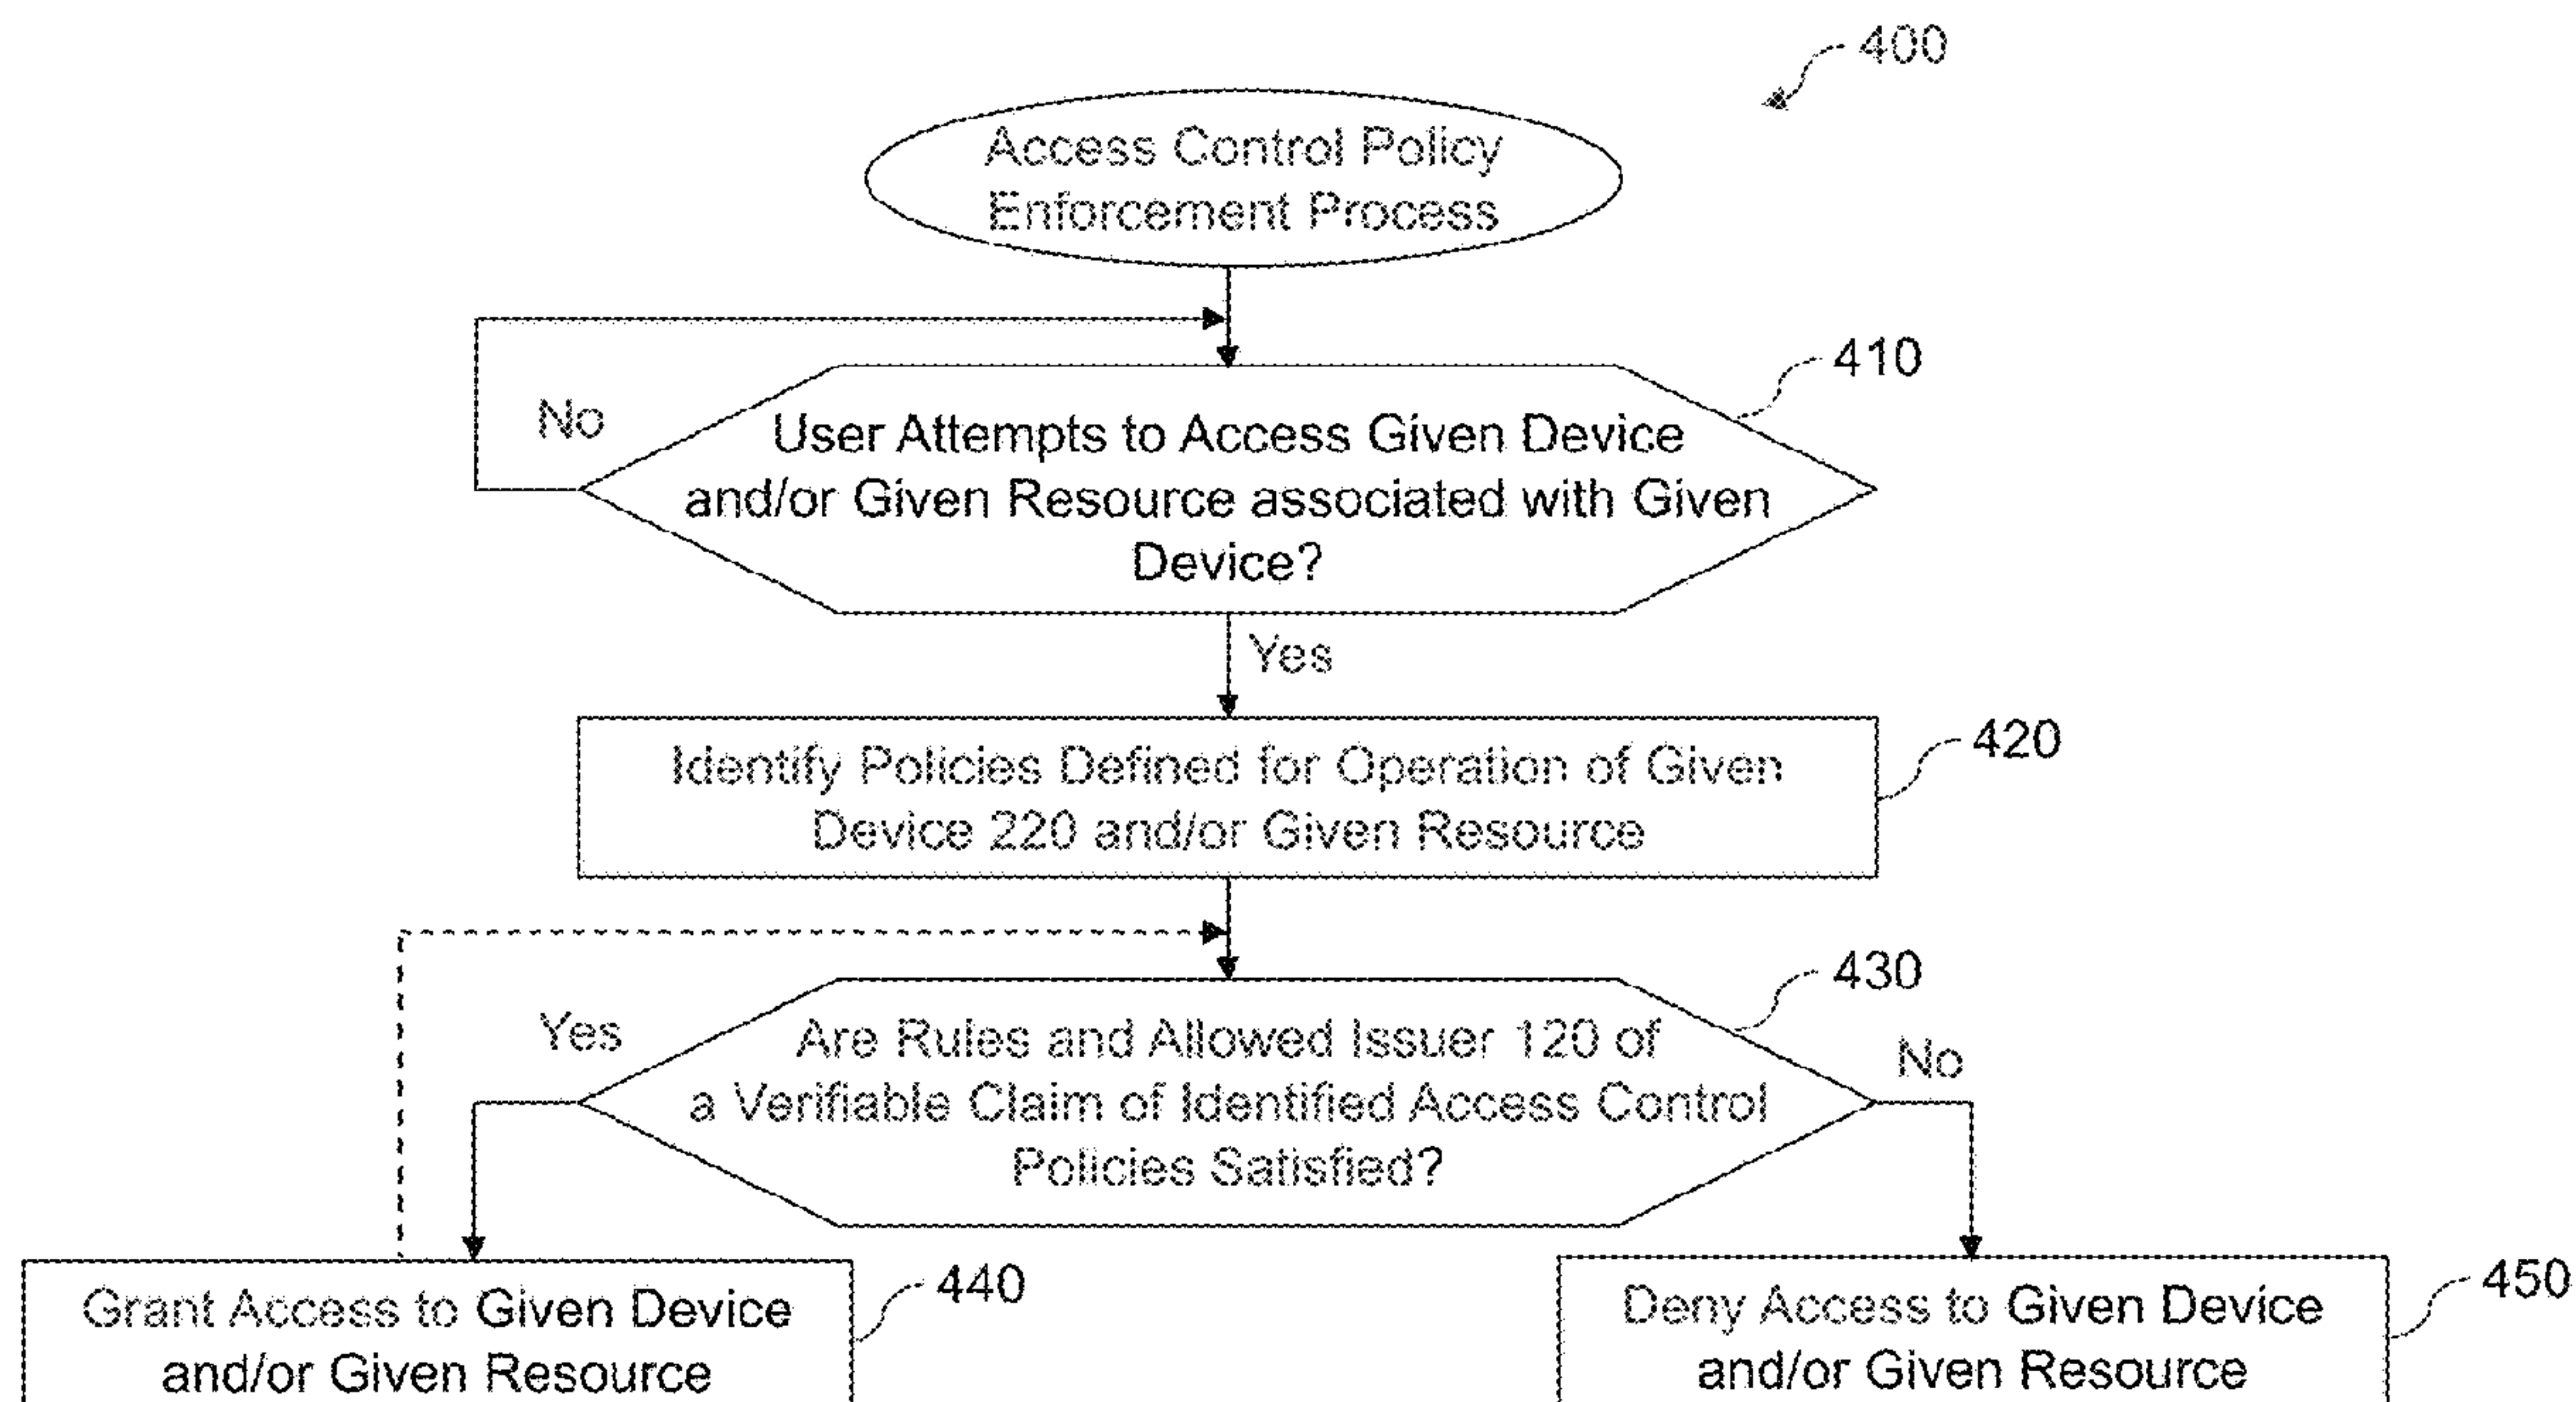 400
Access Control Policy
Enforcement Process
410
No
User Attempts to Access Given Device
and/or Given Resource associated with Given
Device?
Yes
420
Identify Policies Defined for Operation of Given
Device 220 and/or Given Resource
430
Yes
No
Are Rules and Allowed Issuer 120 of
a Verifiable Claim of Identified Access Control
Policies Satisfied?
440
Grant Access to Given Device
and/or Given Resource
450
Deny Access to Given Device
and/or Given Resource